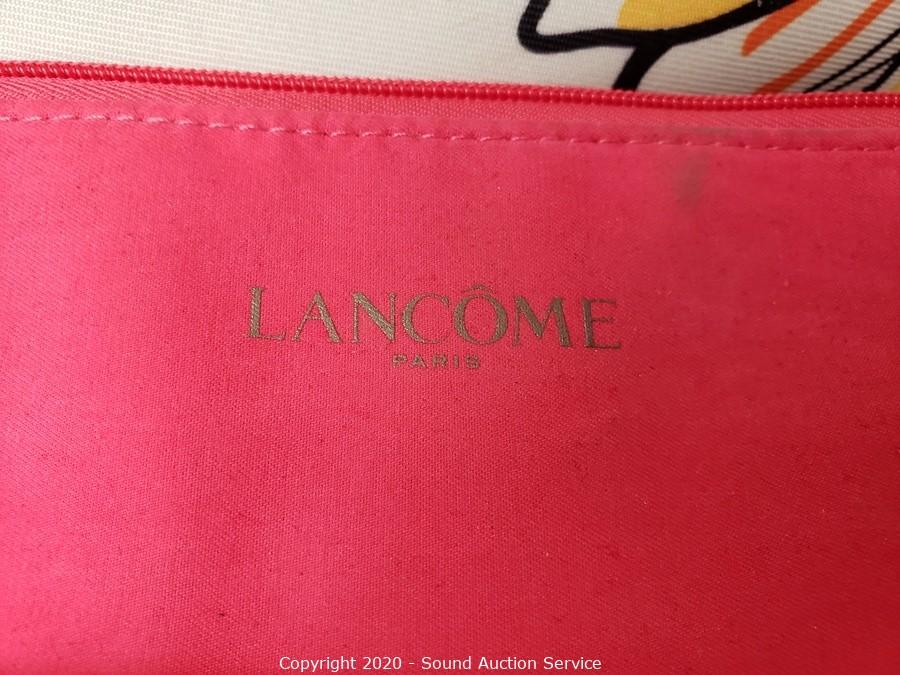 LANCÔME
PARIS
Copyright 2020 - Sound Auction Service